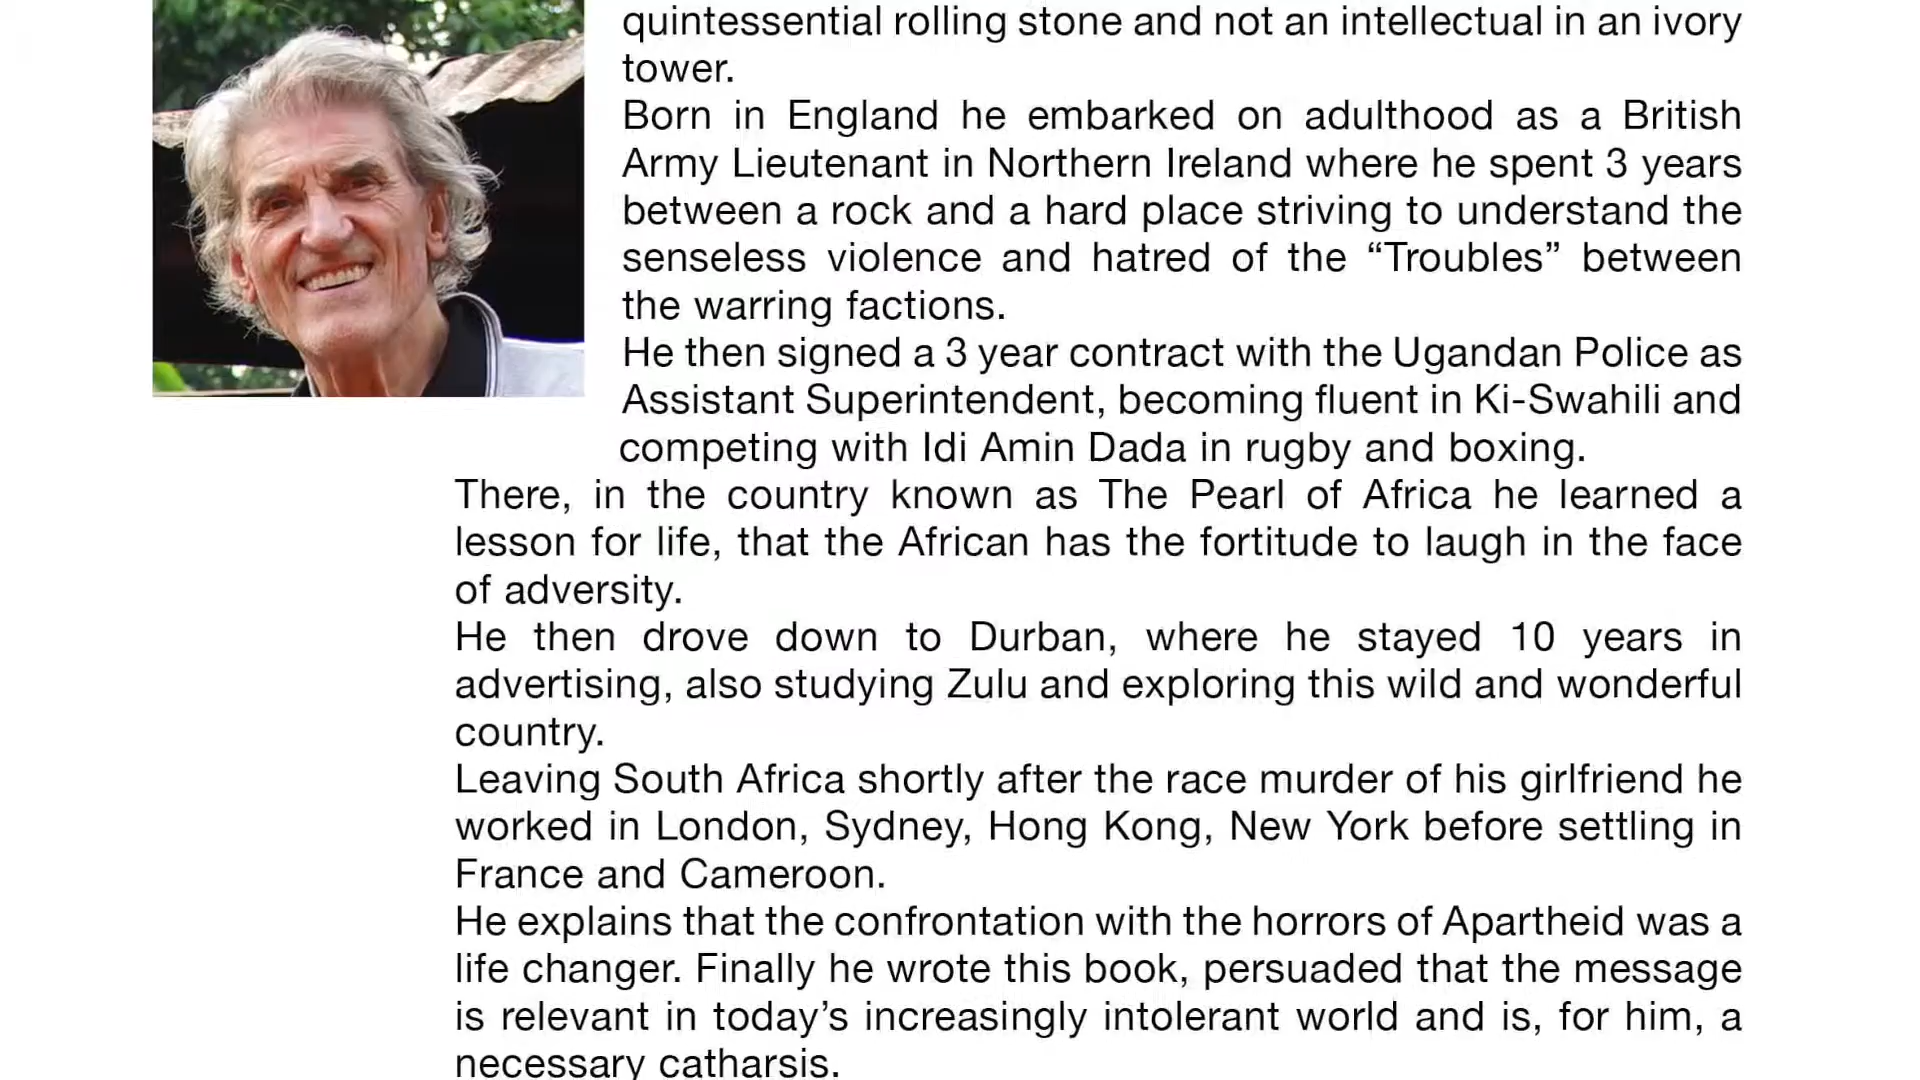 quintessential rolling stone and not an intellectual in an ivory
tower.
Born in England he embarked on adulthood as a British
Army Lieutenant in Northern Ireland where he spent 3 years
between a rock and a hard place striving to understand the
senseless violence and hatred of the “Troubles” between
the warring factions.
He then signed a 3 year contract with the Ugandan Police as
Assistant Superintendent, becoming fluent in Ki-Swahili and
competing with Idi Amin Dada in rugby and boxing.
There, in the country known as The Pearl of Africa he learned a
lesson for life, that the African has the fortitude to laugh in the face
of adversity.
He then drove down to Durban, where he stayed 10 years in
advertising, also studying Zulu and exploring this wild and wonderful
country.
Leaving South Africa shortly after the race murder of his girlfriend he
worked in London, Sydney, Hong Kong, New York before settling in
France and Cameroon.
He explains that the confrontation with the horrors of Apartheid was a
life changer. Finally he wrote this book, persuaded that the message
is relevant in today’s increasingly intolerant world and is, for him, a
necessary catharsis.